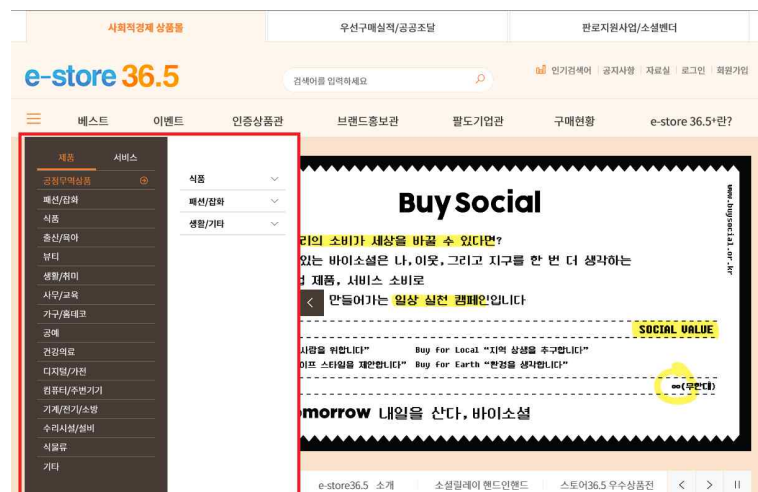 사회적경제 상품몰
우선구매실적/공공조달
판로지원사업/소셜벤더
e-store 36.5
검색어를 입력하세요
인기검색어 공지사항 자료실 로그인 회원가입
베스트 이벤트 인증상품관 브랜드홍보관 팔도기업관 구매현황 e-store 36.5+란?
제품 서비스
공정무역상품
패션/잡화
식품
출산/육아
뷰티
생활/취미
사무/교육
가구/홈데코
공예
건강의료
디지털/가전
컴퓨터/주변기기
기계/전기/소방
수리시설/설비
식물류
기타
식품
패션/잡화
생활/기타
Buy Social
www.buysocial.or.kr
리의 소비가 세상을 바꿀 수 있다면?
있는 바이소셜은 나,이웃,그리고 지구를 한 번 더 생각하는
제품, 서비스 소비로
만들어가는 일상 실천 캠페인입니다
SOCIAL VALUE
사람을 위합니다” Buy for Local “지역 상생을 추구합니다”
이프 스타일을 제안합니다” Buy for Earth “환경을 생각합니다”
∞(무한대)
omorrow 내일을 산다, 바이소셜
e-store36.5 소개 소셜릴레이 핸드인핸드 스토어36.5 우수상품전